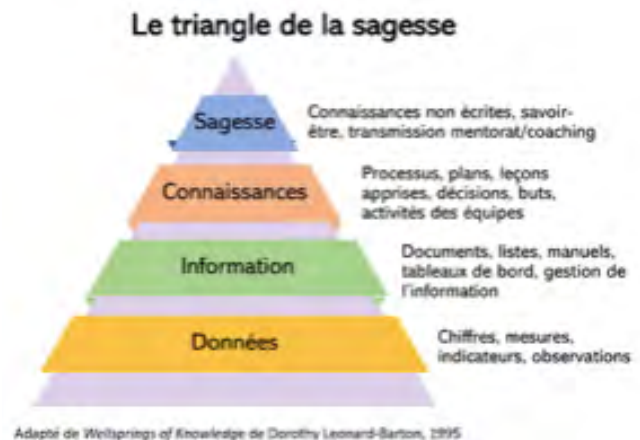 Le triangle de la sagesse
Sagesse
Connaissances non écrites, savoir-
être, transmission mentorat/coaching
Connaissances
Processus, plans, leçons
apprises, décisions, buts,
activités des équipes
Information
Documents, listes, manuels,
tableaux de bord, gestion de
l'information
Données
Chiffres, mesures,
indicateurs, observations
Adapté de Wellsprings of Knowledge de Dorothy Leonard-Barton, 1995